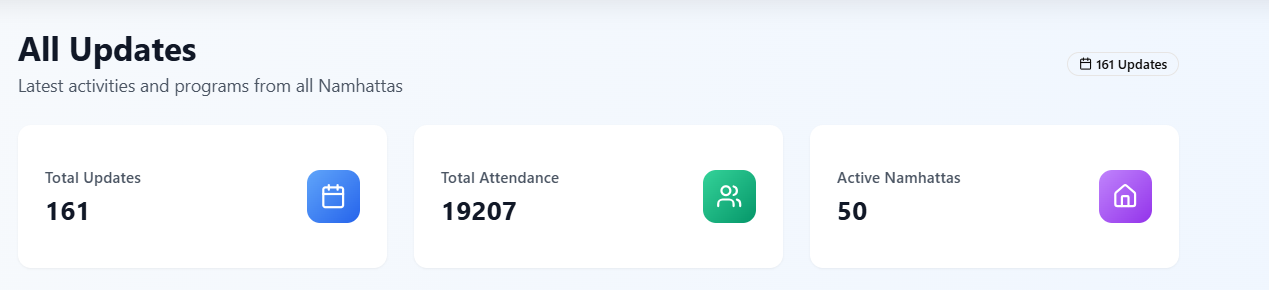 All Updates
Latest activities and programs from all Namhattas
161 Updates
Total Updates
161
Total Attendance
19207
Active Namhattas
50